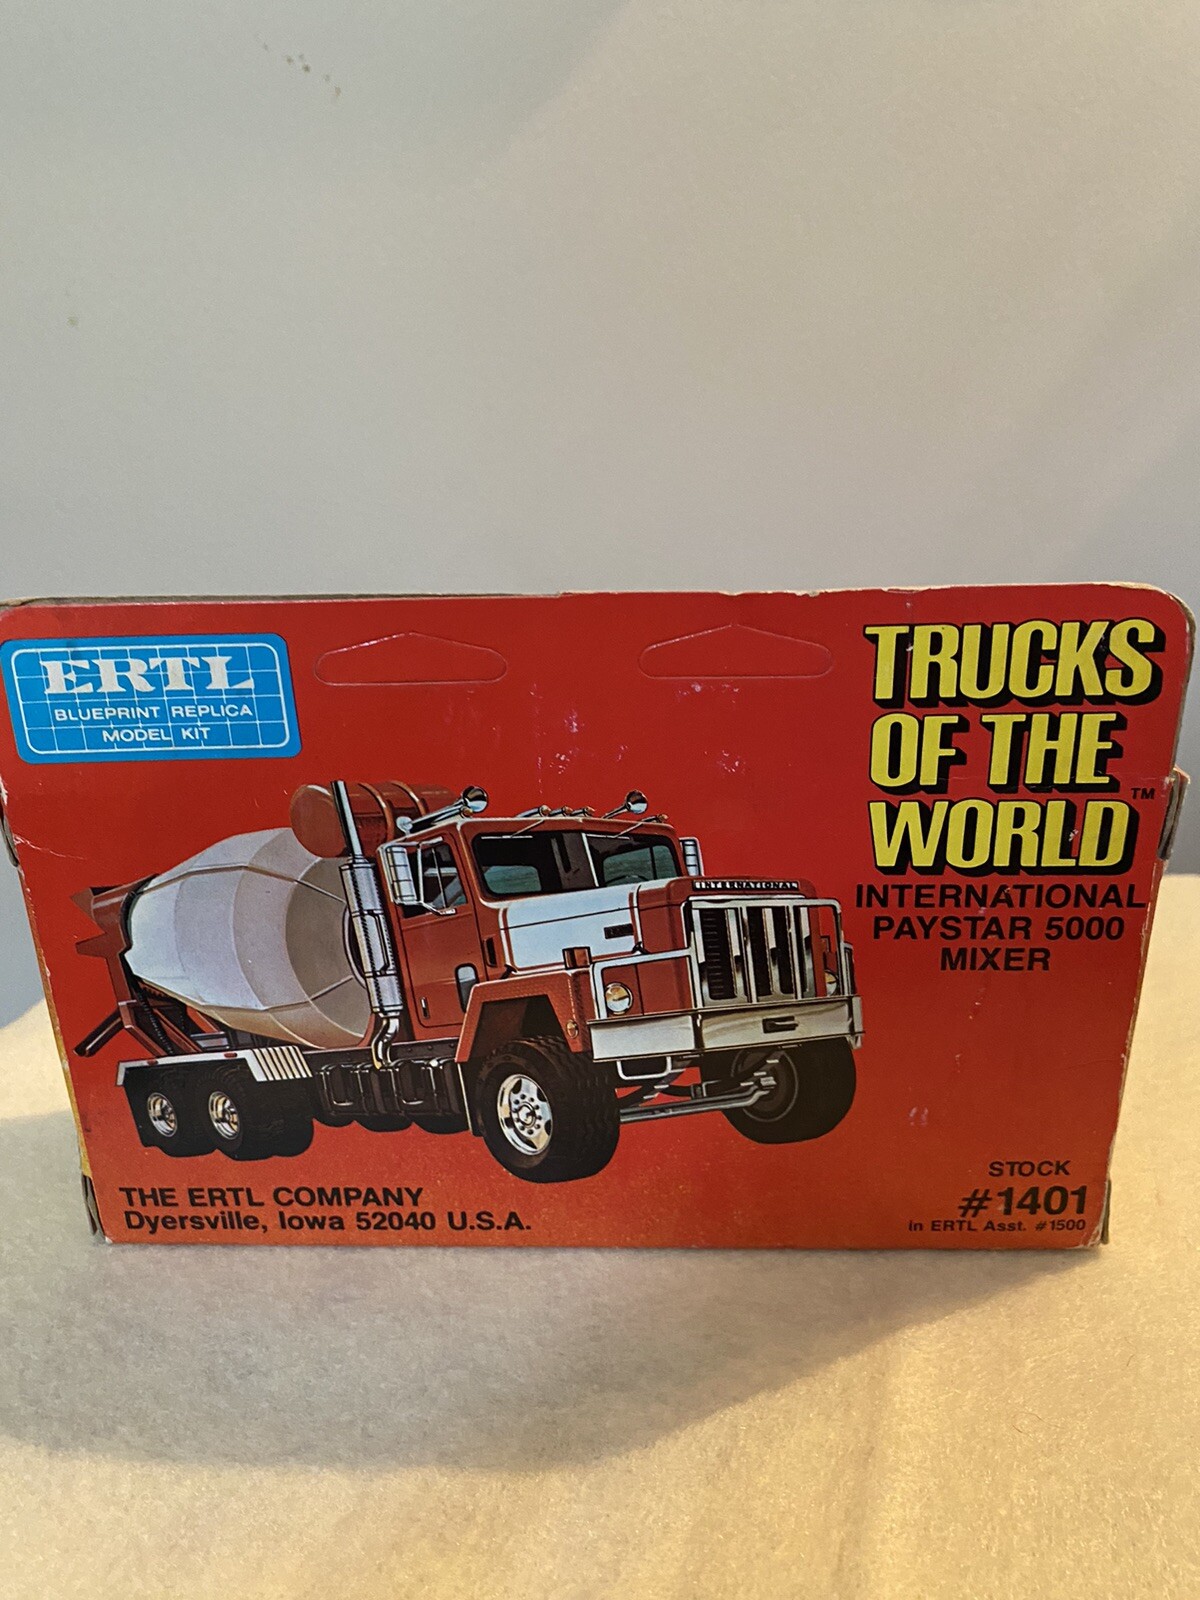 ERTL
BLUEPRINT REPLICA
MODEL KIT
TRUCKS
OF THE
WORLD™
INTERNATIONAL
PAYSTAR 5000
MIXER
INTERNATIONAL
THE ERTL COMPANY
Dyersville, Iowa 52040 U.S.A.
STOCK
#1401
in ERTL Asst. #1500